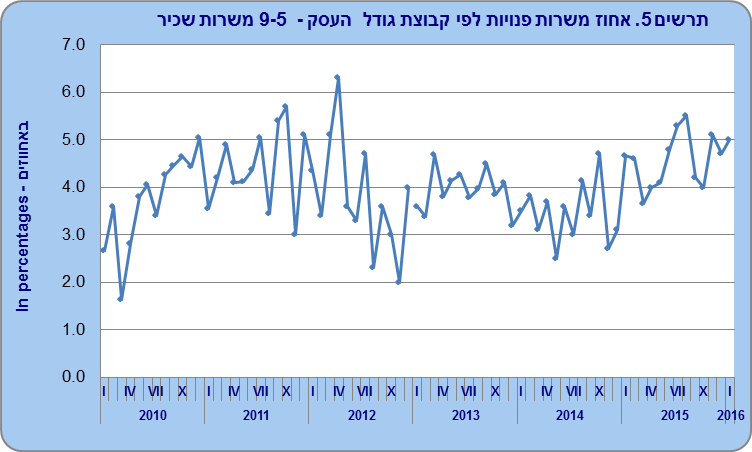 תרשים 5. אחוז משרות פנויות לפי קבוצת גודל העסק - 9-5 משרות שכיר
באחוזים - In percentages
7.0
6.0
5.0
4.0
3.0
2.0
1.0
0.0
I IV VII X I IV VII X I IV VII X I IV VII X I IV VII X I IV VII X I
2010 2011 2012 2013 2014 2015 2016